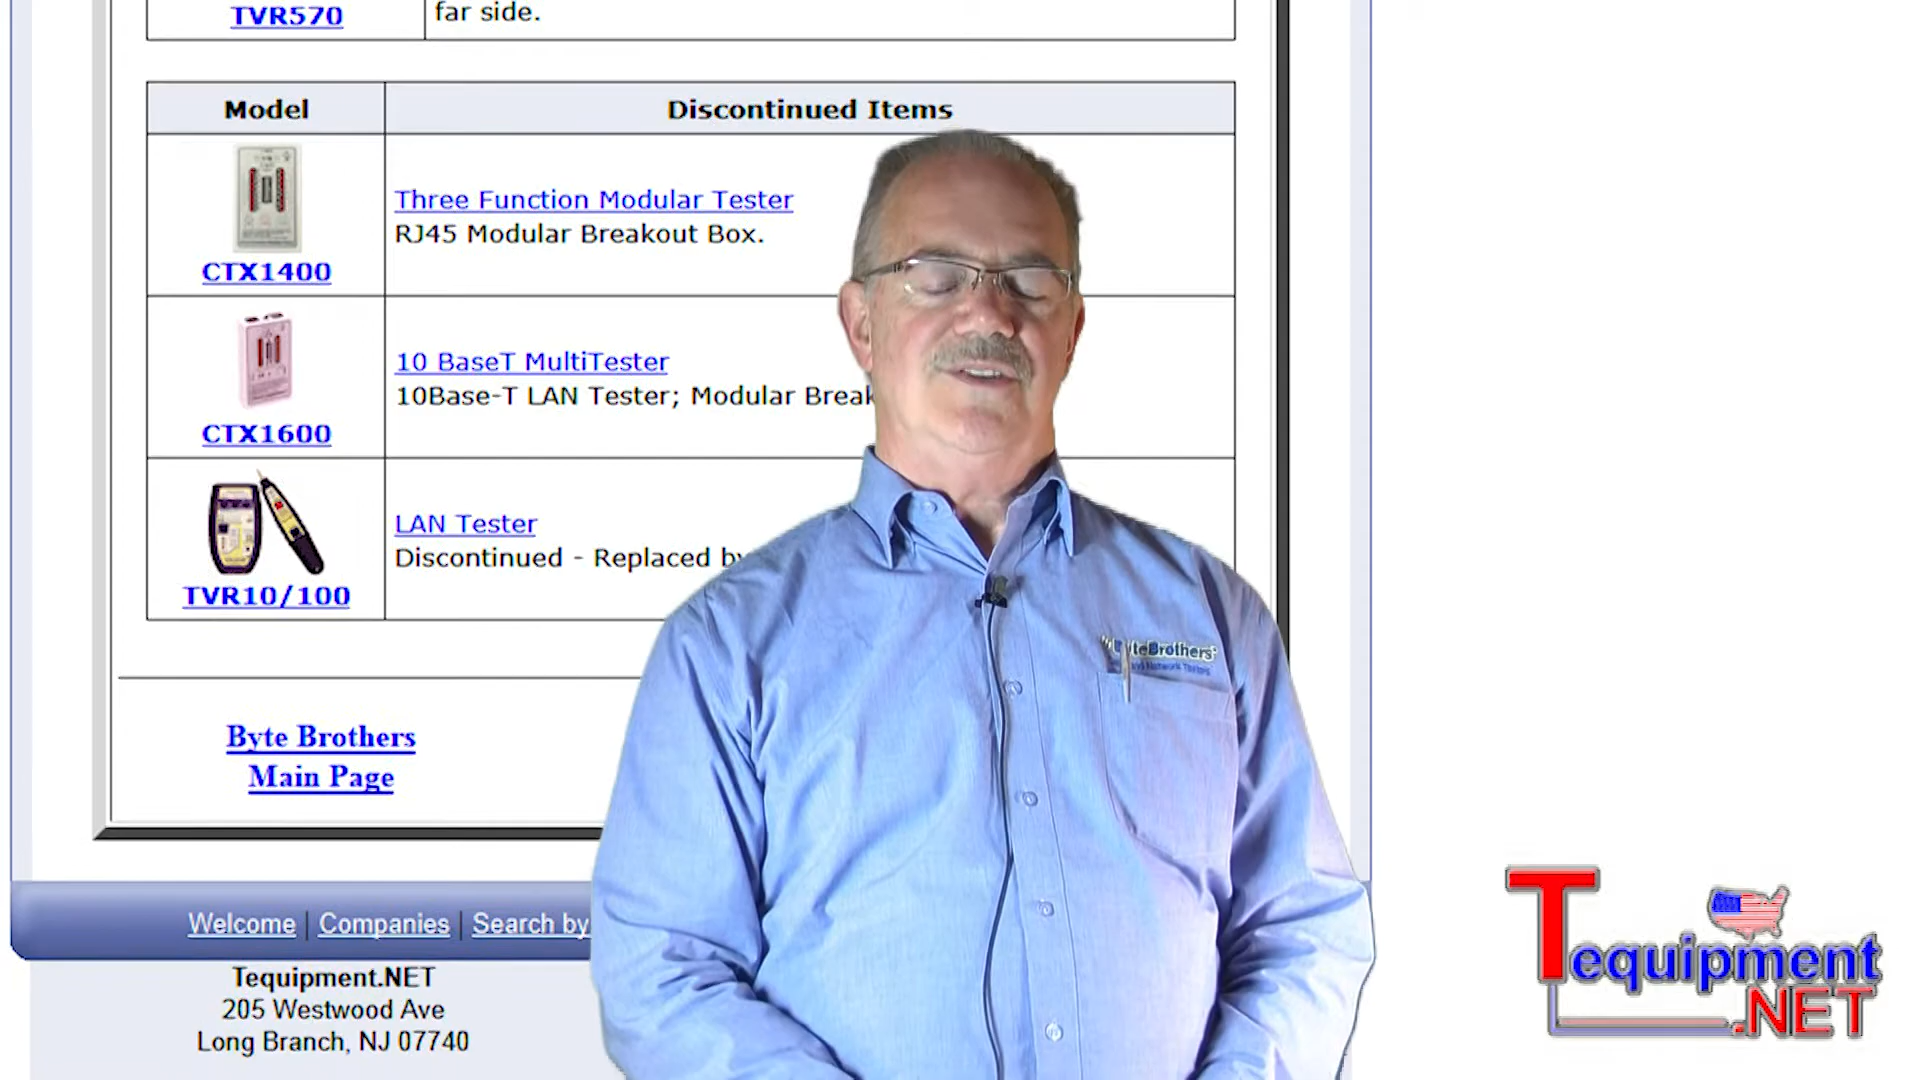 TVR570
far side.
Model
Discontinued Items
Three Function Modular Tester
RJ45 Modular Breakout Box.
CTX1400
10 BaseT MultiTester
10Base-T LAN Tester; Modular Break
CTX1600
LAN Tester
Discontinued - Replaced by
TVR10/100
teBrothers
Byte Brothers
Main Page
Welcome | Companies | Search by
Tequipment.NET
205 Westwood Ave
Long Branch, NJ 07740
Tequipment
.NET